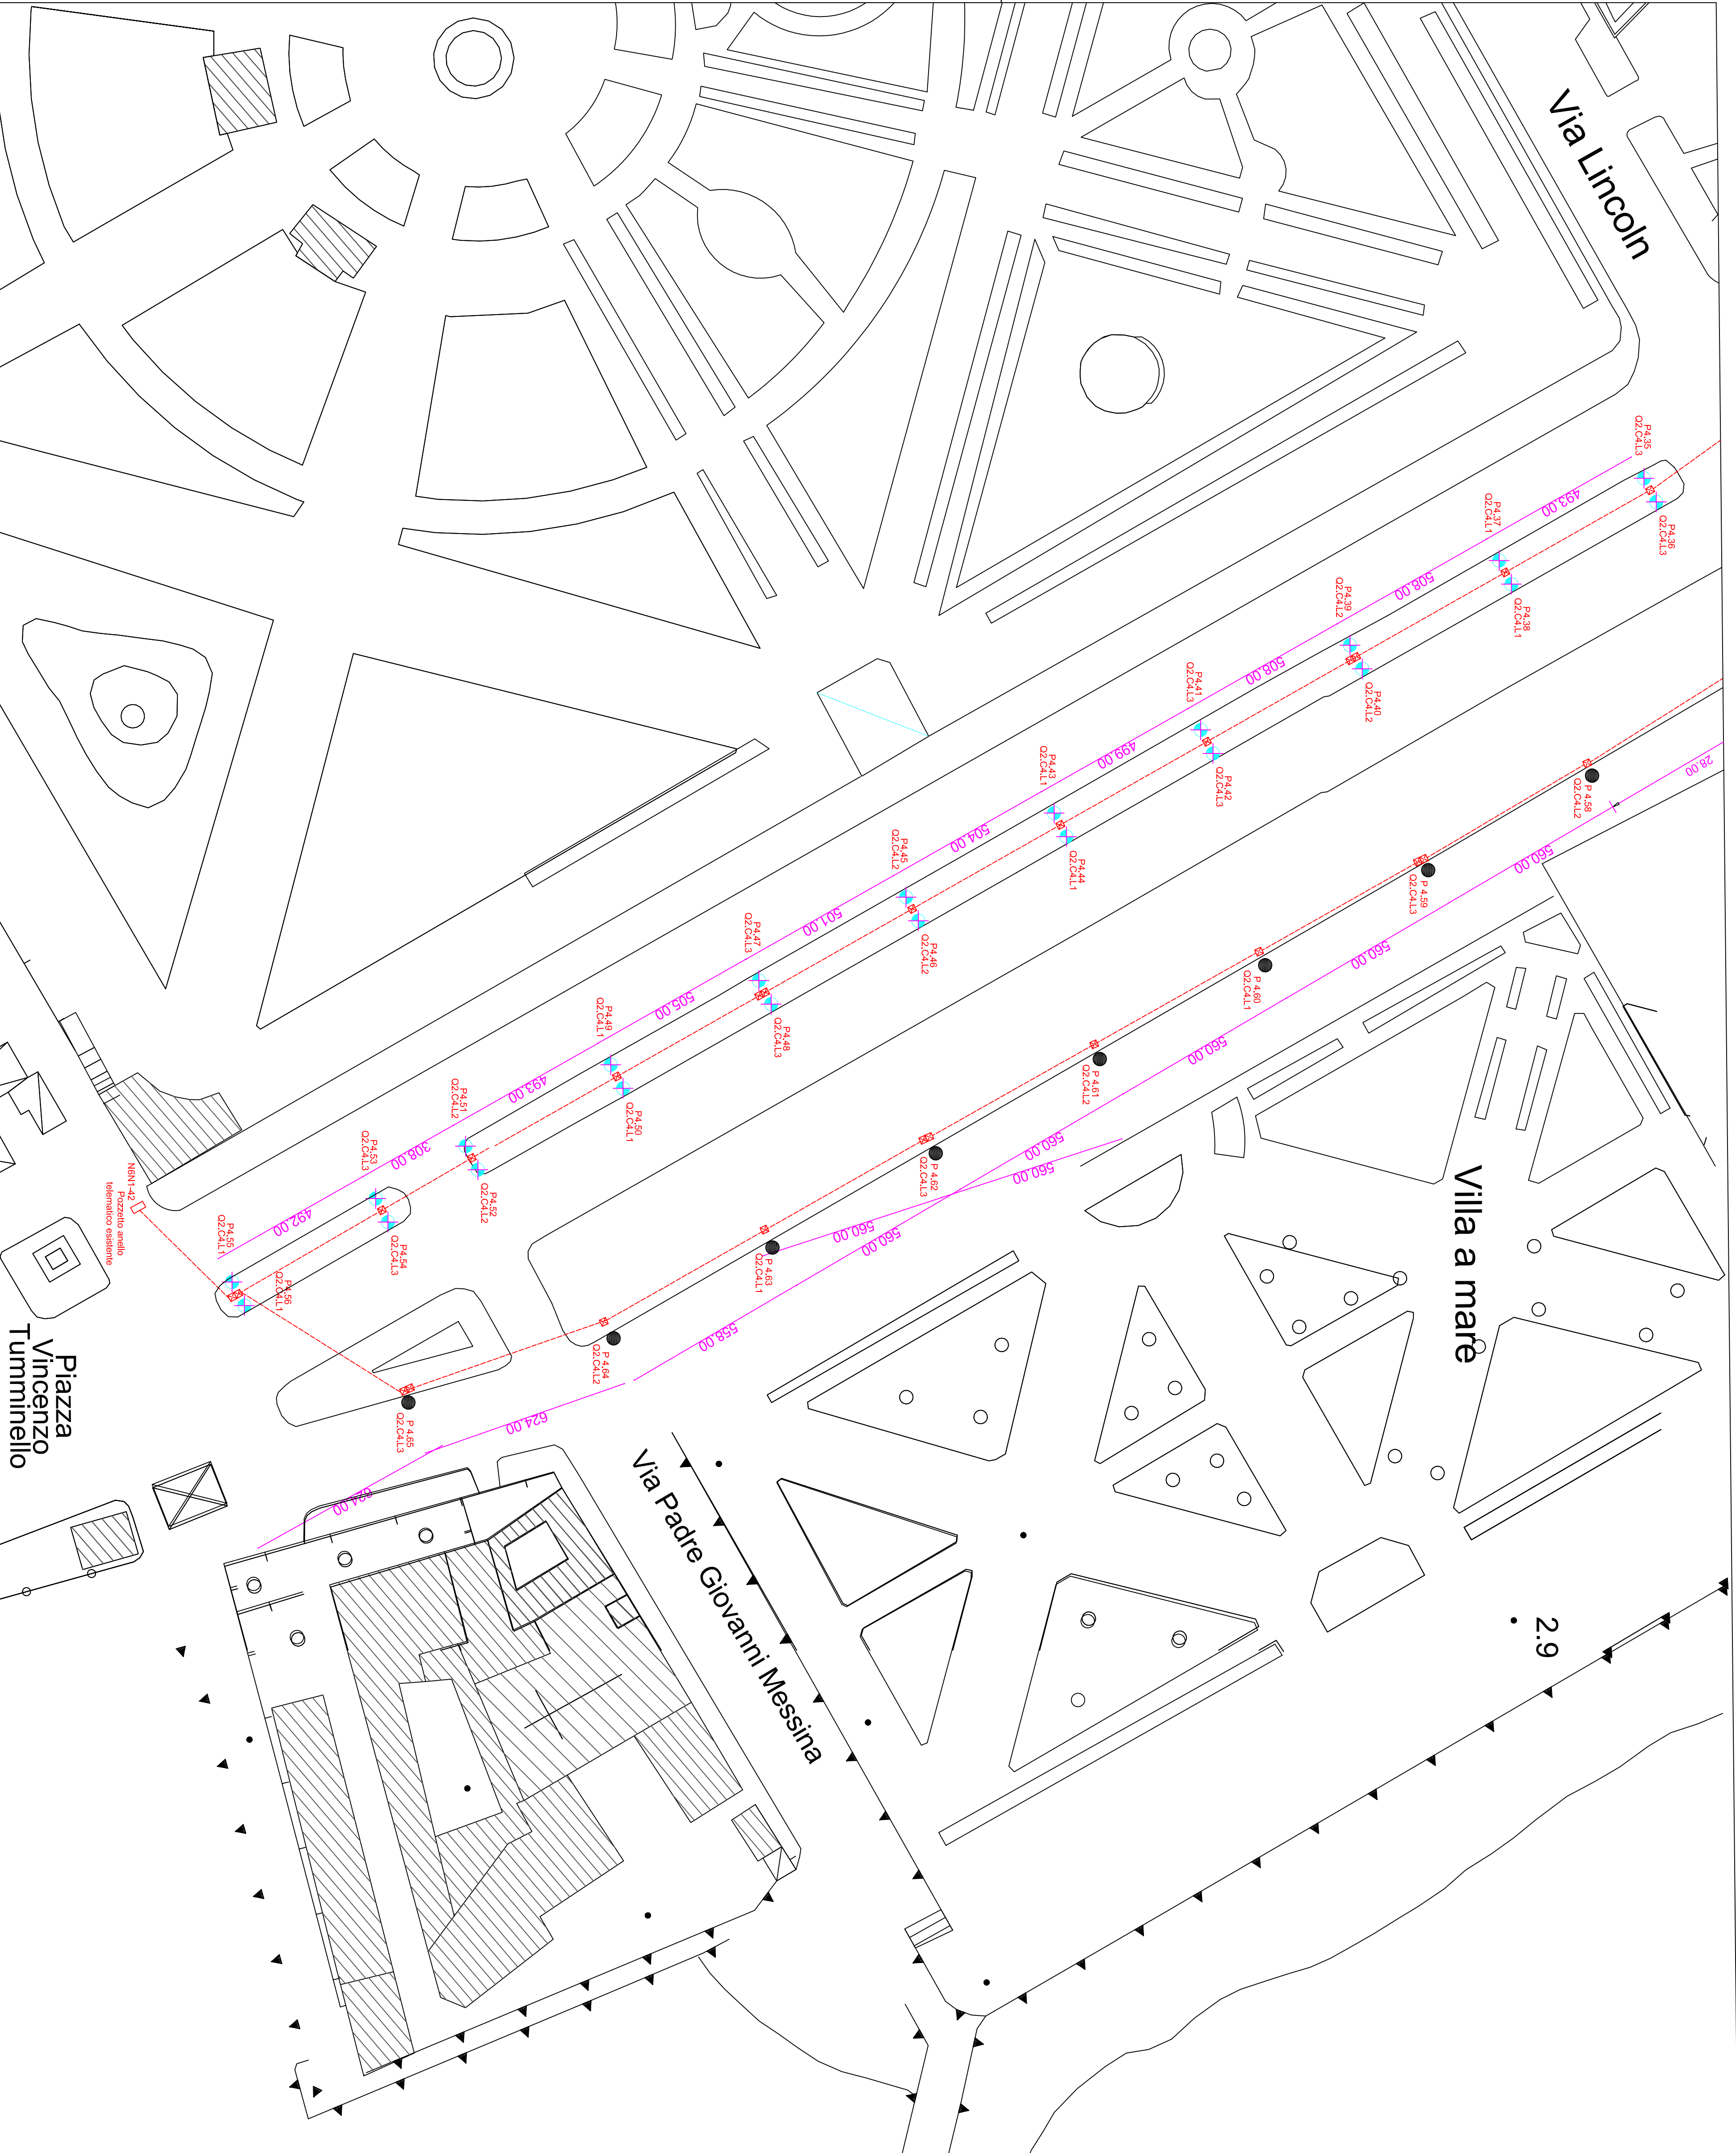 Via Lincoln
P4.35
Q2.C4.L3
P4.36
Q2.C4.L3
493.00
P4.37
Q2.C4.L1
P4.38
Q2.C4.L1
508.00
P4.39
Q2.C4.L2
P4.40
Q2.C4.L2
508.00
P4.41
Q2.C4.L3
P4.42
Q2.C4.L3
499.00
P4.43
Q2.C4.L1
P4.44
Q2.C4.L1
504.00
P4.45
Q2.C4.L2
P4.46
Q2.C4.L2
501.00
P4.47
Q2.C4.L3
P4.48
Q2.C4.L3
505.00
P4.49
Q2.C4.L1
P4.50
Q2.C4.L1
493.00
P4.51
Q2.C4.L2
P4.52
Q2.C4.L2
308.00
P4.53
Q2.C4.L3
P4.54
Q2.C4.L3
492.00
P4.55
Q2.C4.L1
P4.56
Q2.C4.L1
N6N1-42
Pozzetto anello
telematico esistente
28.00
P 4.58
Q2.C4.L2
560.00
P 4.59
Q2.C4.L3
560.00
P 4.60
Q2.C4.L1
560.00
P 4.61
Q2.C4.L2
560.00
560.00
P 4.62
Q2.C4.L3
560.00
560.00
P 4.63
Q2.C4.L1
558.00
P 4.64
Q2.C4.L2
624.00
P 4.65
Q2.C4.L3
624.00
Villa a mare
2.9
Via Padre Giovanni Messina
Piazza
Vincenzo
Tumminello